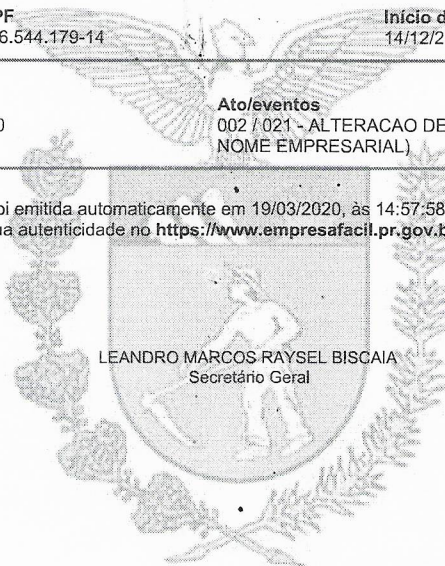 PF
6.544.179-14
Início d
14/12/2
0
Ato/eventos
002 / 021 - ALTERACAO DE
NOME EMPRESARIAL)
oi emitida automaticamente em 19/03/2020, às 14:57:58
a autenticidade no https://www.empresafacil.pr.gov.b
LEANDRO MARCOS RAYSEL BISCAIA
Secretário Geral